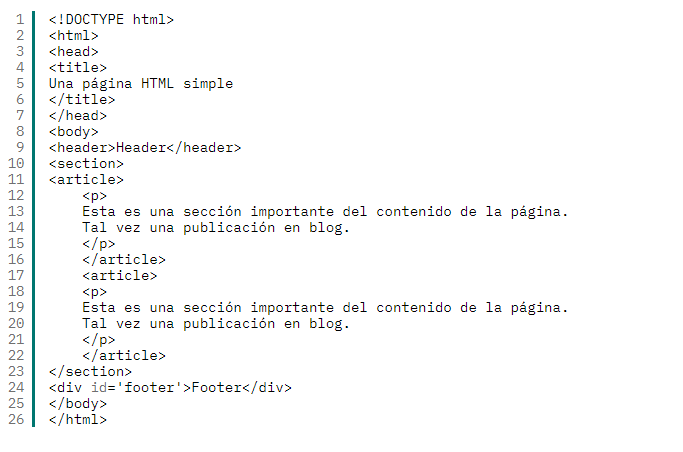 1 <!DOCTYPE html>
2 <html>
3 <head>
4 <title>
5 Una página HTML simple
6 </title>
7 </head>
8 <body>
9 <header>Header</header>
10 <section>
11 <article>
12 <p>
13 Esta es una sección importante del contenido de la página.
14 Tal vez una publicación en blog.
15 </p>
16 </article>
17 <article>
18 <p>
19 Esta es una sección importante del contenido de la página.
20 Tal vez una publicación en blog.
21 </p>
22 </article>
23 </section>
24 <div id='footer'>Footer</div>
25 </body>
26 </html>